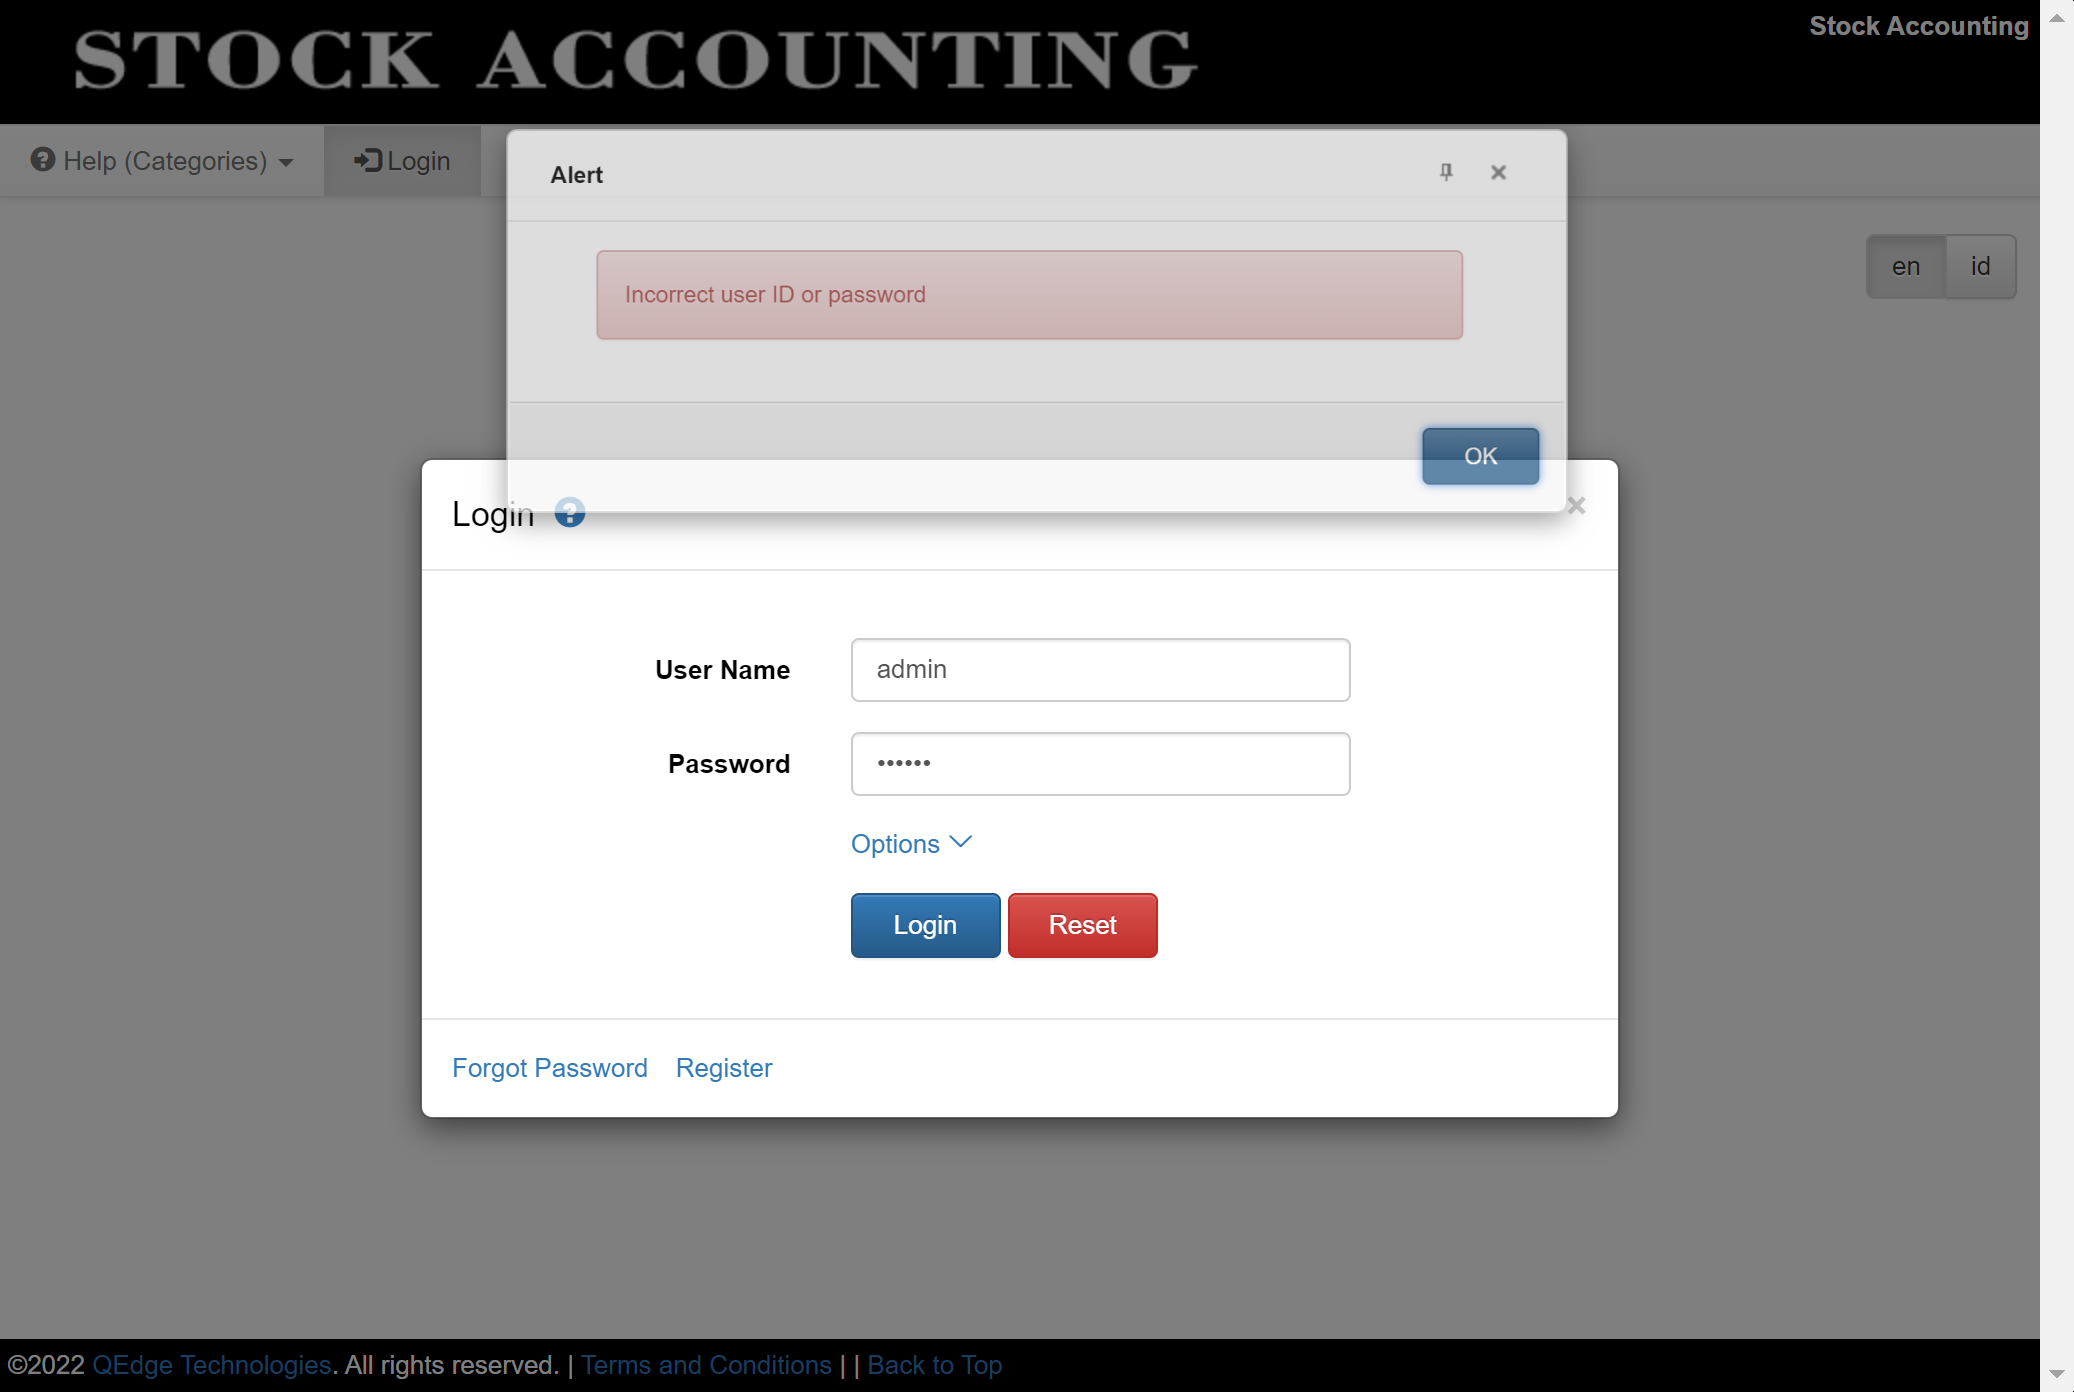 STOCK ACCOUNTING
Stock Accounting
Help (Categories)
Login
en
id
Alert
Incorrect user ID or password
OK
Login
User Name
admin
Password
••••••
Options
Login
Reset
Forgot Password
Register
©2022 QEdge Technologies. All rights reserved. | Terms and Conditions | | Back to Top